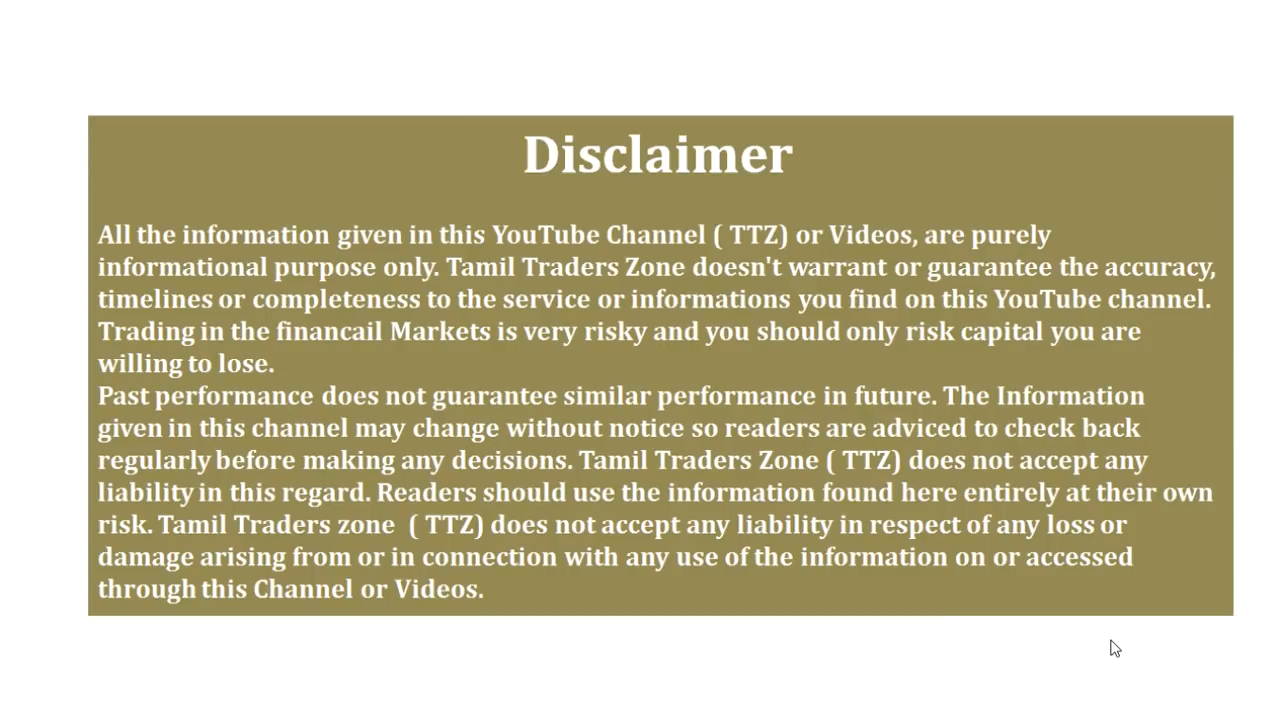 Disclaimer
All the information given in this YouTube Channel ( TTZ) or Videos, are purely
informational purpose only. Tamil Traders Zone doesn't warrant or guarantee the accuracy,
timelines or completeness to the service or informations you find on this YouTube channel.
Trading in the financail Markets is very risky and you should only risk capital you are
willing to lose.
Past performance does not guarantee similar performance in future. The Information
given in this channel may change without notice so readers are adviced to check back
regularly before making any decisions. Tamil Traders Zone ( TTZ) does not accept any
liability in this regard. Readers should use the information found here entirely at their own
risk. Tamil Traders zone  ( TTZ) does not accept any liability in respect of any loss or
damage arising from or in connection with any use of the information on or accessed
through this Channel or Videos.